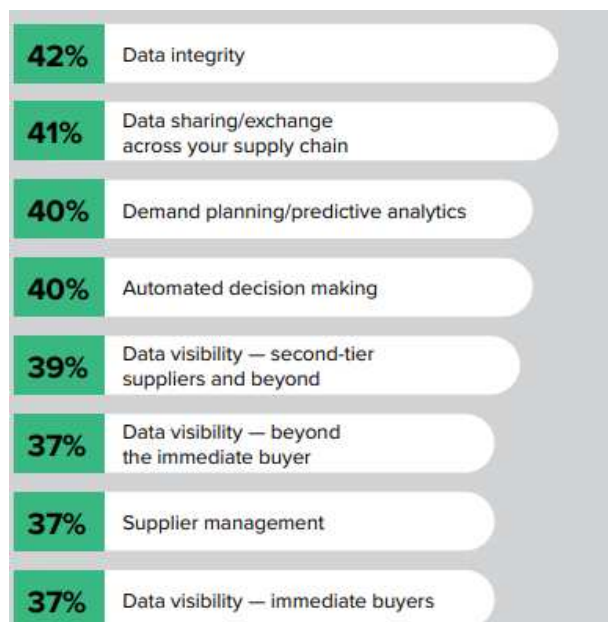 42% Data integrity
41% Data sharing/exchange
across your supply chain
40% Demand planning/predictive analytics
40% Automated decision making
39% Data visibility — second-tier
suppliers and beyond
37% Data visibility — beyond
the immediate buyer
37% Supplier management
37% Data visibility — immediate buyers